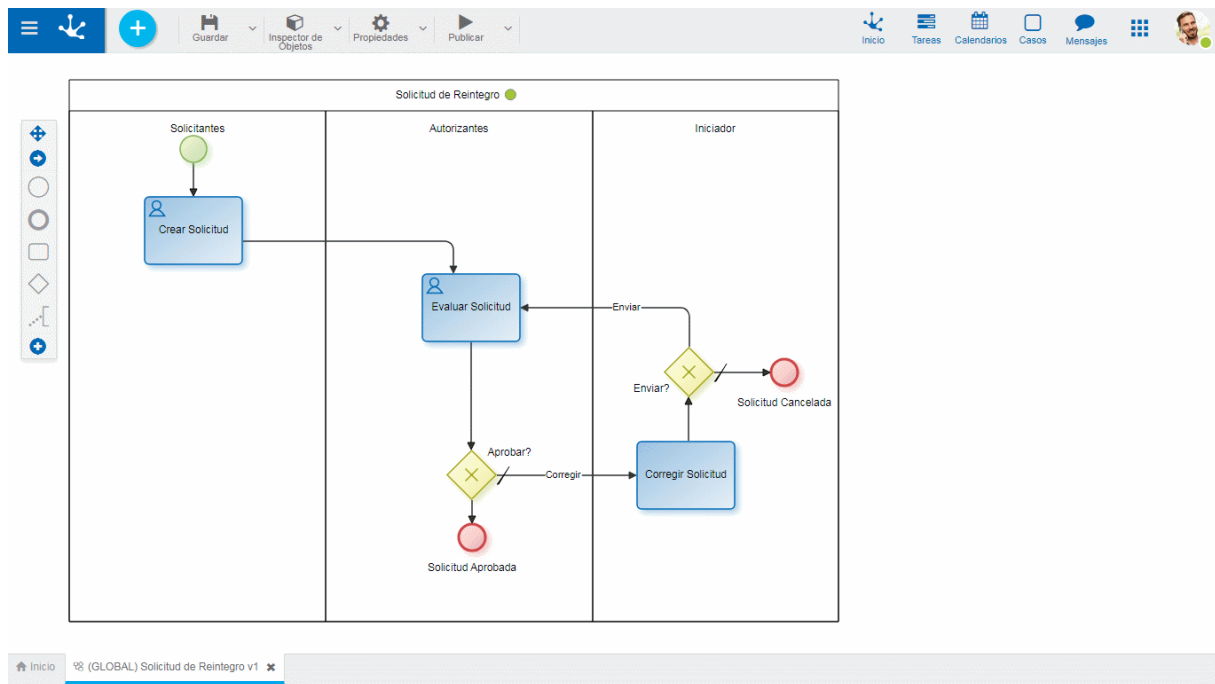 Guardar
Inspector de
Objetos
Propiedades
Publicar
Inicio
Tareas
Calendarios
Casos
Mensajes
Solicitud de Reintegro
Solicitantes
Autorizantes
Iniciador
Crear Solicitud
Evaluar Solicitud
Enviar
Enviar?
Solicitud Cancelada
Aprobar?
Corregir
Corregir Solicitud
Solicitud Aprobada
Inicio
(GLOBAL) Solicitud de Reintegro v1